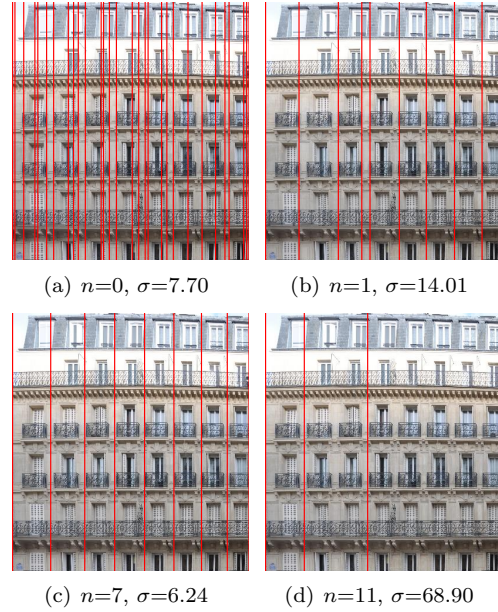 (a) n=0, σ=7.70
(b) n=1, σ=14.01
(c) n=7, σ=6.24
(d) n=11, σ=68.90